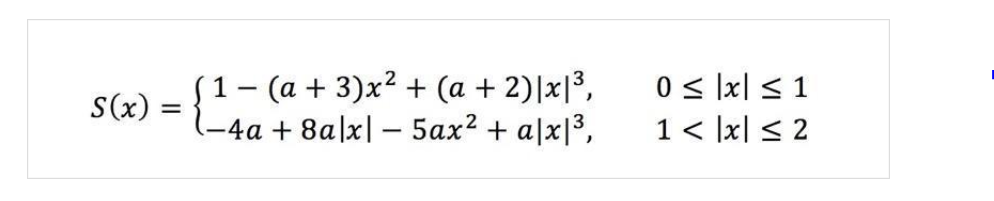 S(x) = { 1 − (a + 3)x² + (a + 2)|x|³, 0 ≤ |x| ≤ 1
−4a + 8a|x| − 5ax² + a|x|³, 1 < |x| ≤ 2